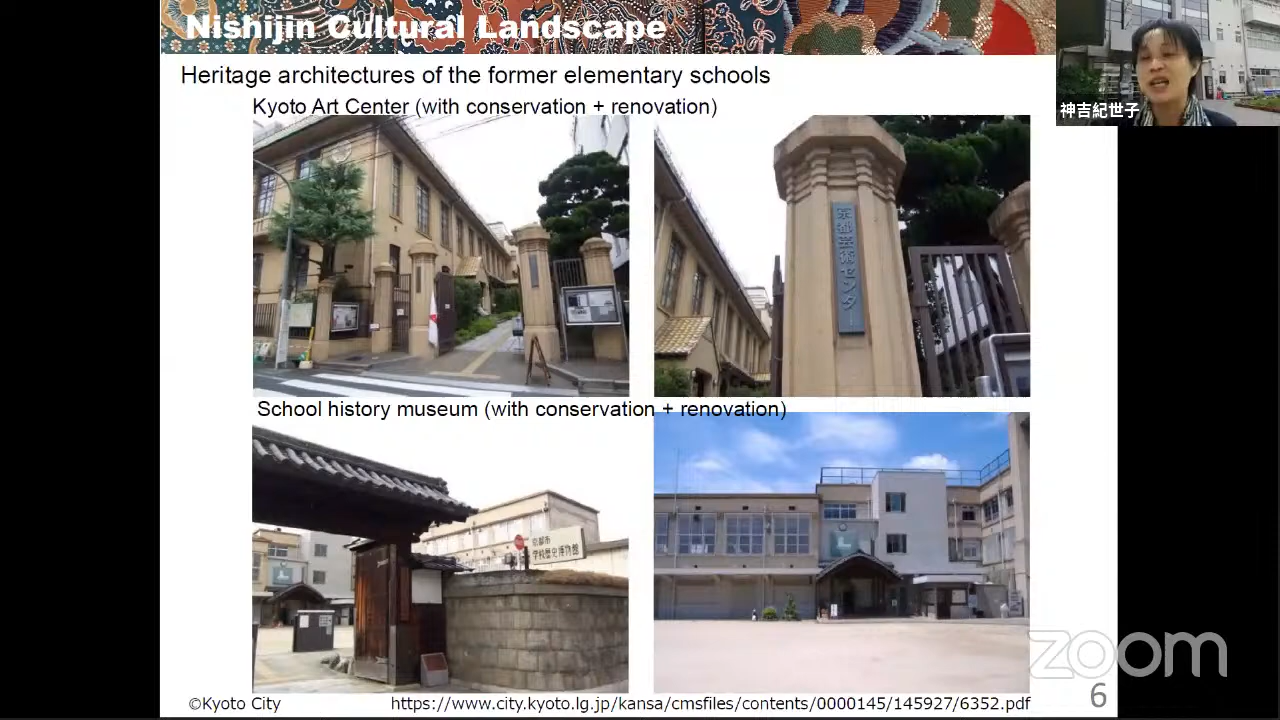 Nishijin Cultural Landscape
Heritage architectures of the former elementary schools
Kyoto Art Center (with conservation + renovation)
神吉紀世子
京都芸術センター
School history museum (with conservation + renovation)
京都市
学校歴史博物館
©Kyoto City
https://www.city.kyoto.lg.jp/kansa/cmsfiles/contents/0000145/145927/6352.pdf
6
zoom